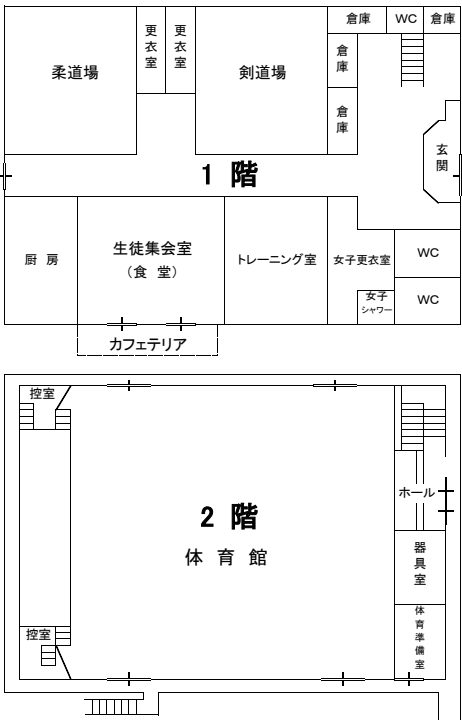 倉庫
WC
倉庫
柔道場
更衣室
更衣室
剣道場
倉庫
倉庫
玄関
1 階
厨 房
生徒集会室
（食 堂）
トレーニング室
女子更衣室
WC
女子
シャワー
WC
カフェテリア
控室
ホール
2 階
体 育 館
器具室
体育準備室
控室